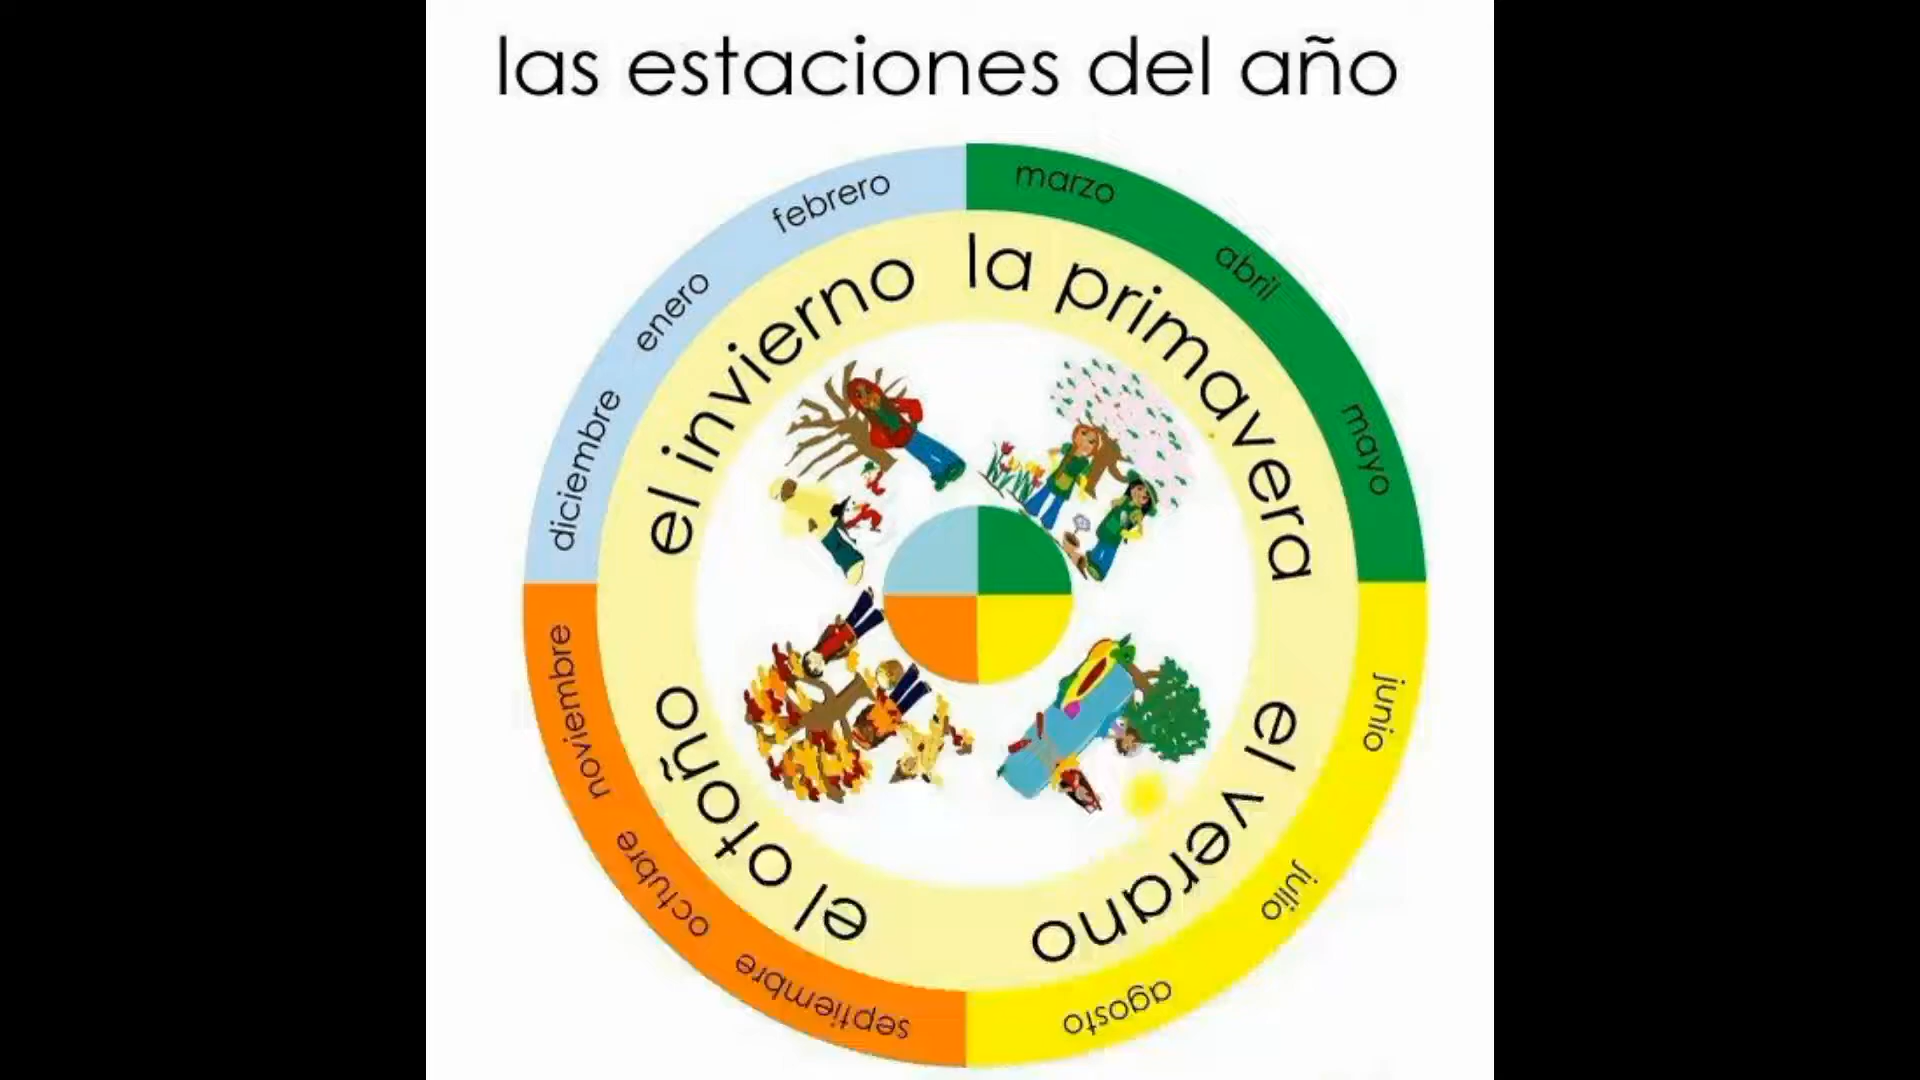 las estaciones del año
marzo
abril
mayo
junio
julio
agosto
septiembre
octubre
noviembre
diciembre
enero
febrero
la primavera
el verano
el otoño
el invierno